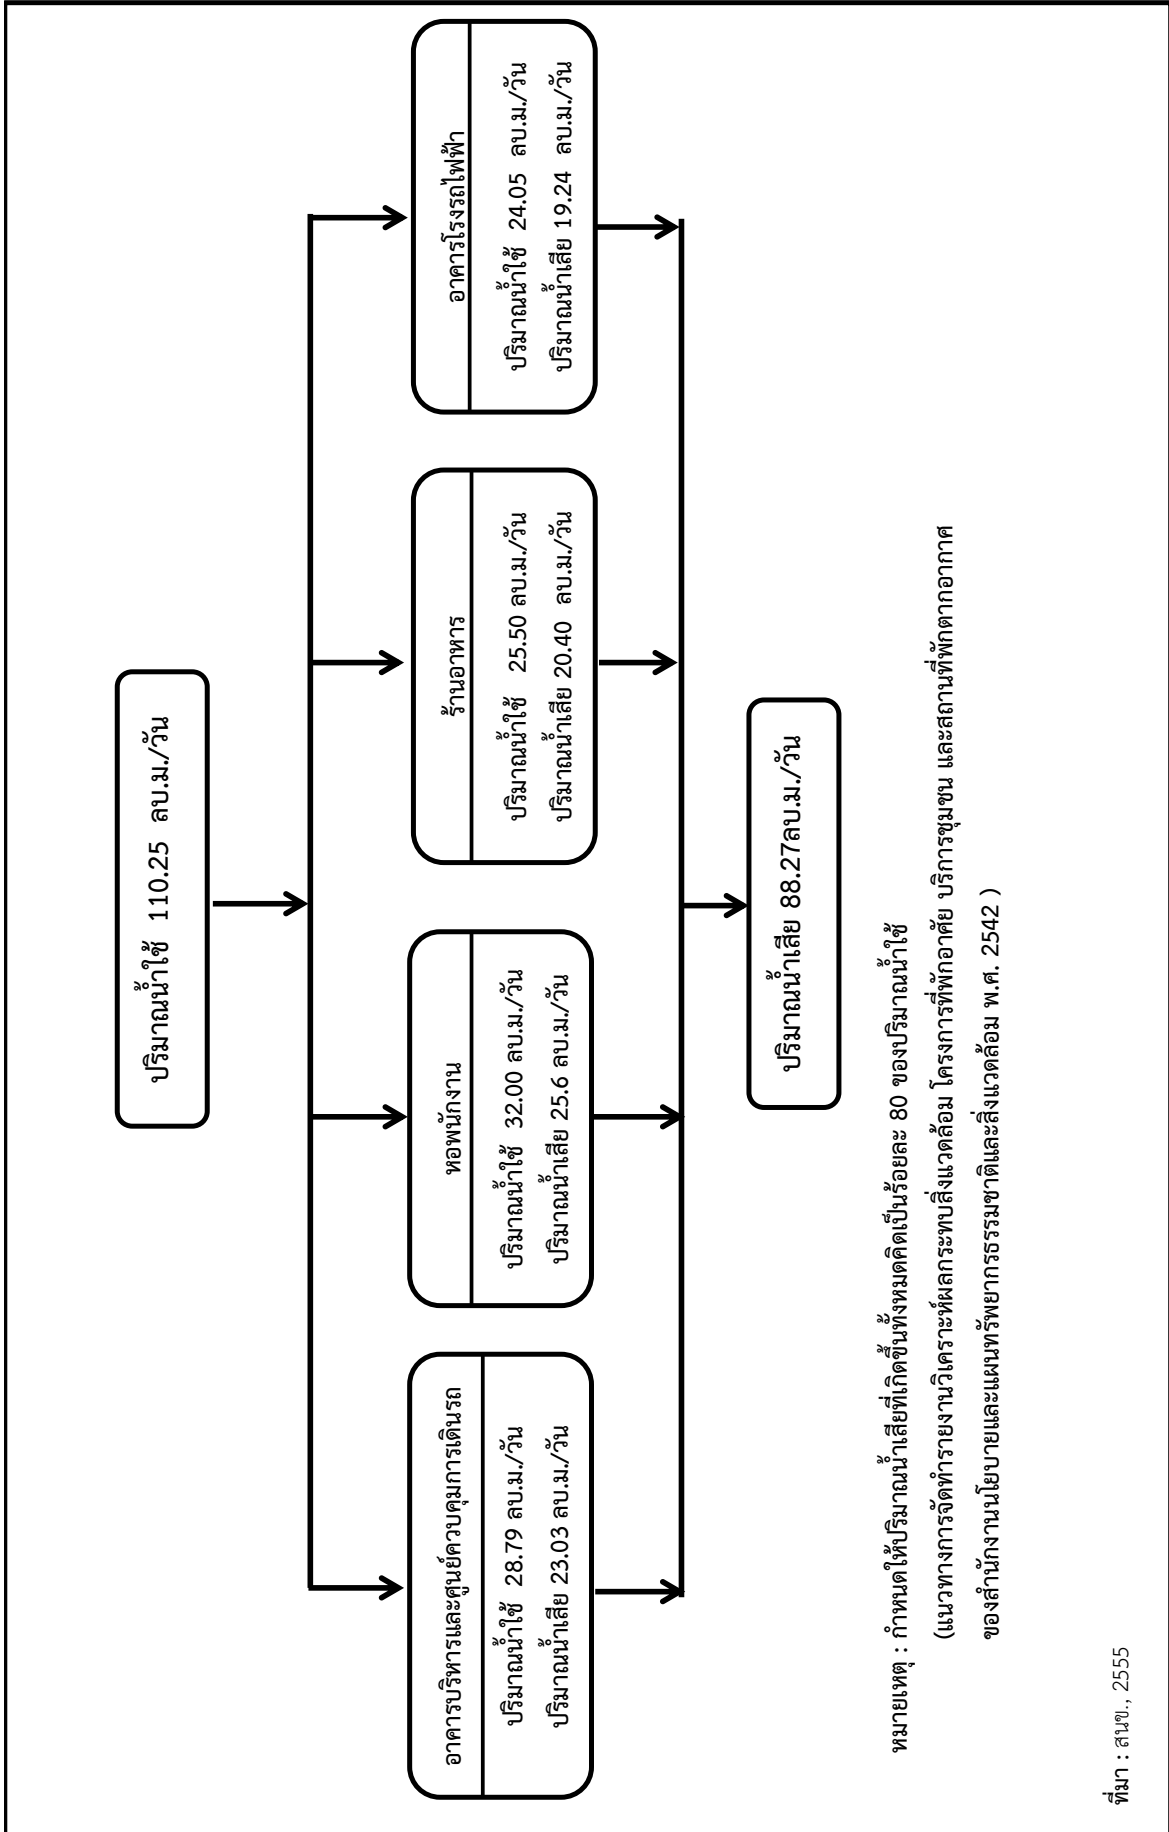 ปริมาณน้ำใช้ 110.25 ลบ.ม./วัน
อาคารบริหารและศูนย์ควบคุมการเดินรถ
ปริมาณน้ำใช้ 28.79 ลบ.ม./วัน
ปริมาณน้ำเสีย 23.03 ลบ.ม./วัน
หอพนักงาน
ปริมาณน้ำใช้ 32.00 ลบ.ม./วัน
ปริมาณน้ำเสีย 25.6 ลบ.ม./วัน
ร้านอาหาร
ปริมาณน้ำใช้ 25.50 ลบ.ม./วัน
ปริมาณน้ำเสีย 20.40 ลบ.ม./วัน
อาคารโรงรถไฟฟ้า
ปริมาณน้ำใช้ 24.05 ลบ.ม./วัน
ปริมาณน้ำเสีย 19.24 ลบ.ม./วัน
ปริมาณน้ำเสีย 88.27ลบ.ม./วัน
หมายเหตุ : กำหนดให้ปริมาณน้ำเสียที่เกิดขึ้นทั้งหมดคิดเป็นร้อยละ 80 ของปริมาณน้ำใช้
(แนวทางการจัดทำรายงานวิเคราะห์ผลกระทบสิ่งแวดล้อม โครงการที่พักอาศัย บริการชุมชน และสถานที่พักตากอากาศ
ของสำนักงานนโยบายและแผนทรัพยากรธรรมชาติและสิ่งแวดล้อม พ.ศ. 2542 )
ที่มา : สนข., 2555